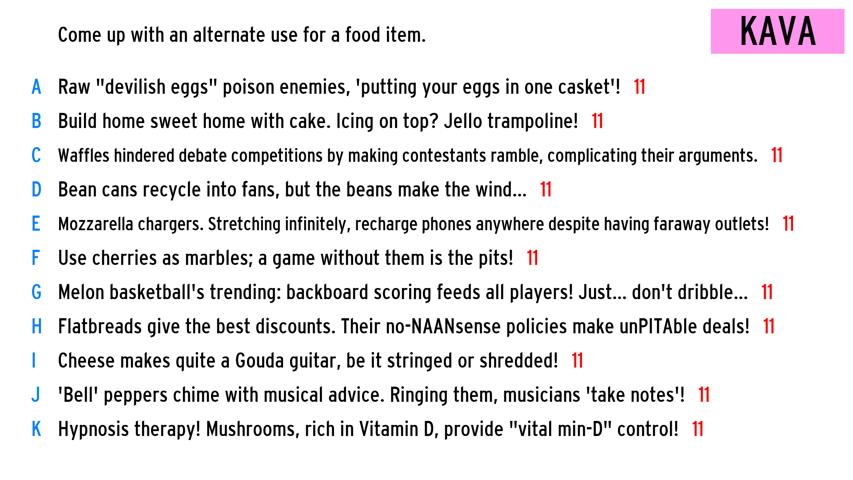 Come up with an alternate use for a food item.
KAVA
A Raw "devilish eggs" poison enemies, 'putting your eggs in one casket'! 11
B Build home sweet home with cake. Icing on top? Jello trampoline! 11
C Waffles hindered debate competitions by making contestants ramble, complicating their arguments. 11
D Bean cans recycle into fans, but the beans make the wind... 11
E Mozzarella chargers. Stretching infinitely, recharge phones anywhere despite having faraway outlets! 11
F Use cherries as marbles; a game without them is the pits! 11
G Melon basketball's trending: backboard scoring feeds all players! Just... don't dribble... 11
H Flatbreads give the best discounts. Their no-NAANsense policies make unPITAble deals! 11
I Cheese makes quite a Gouda guitar, be it stringed or shredded! 11
J 'Bell' peppers chime with musical advice. Ringing them, musicians 'take notes'! 11
K Hypnosis therapy! Mushrooms, rich in Vitamin D, provide "vital min-D" control! 11